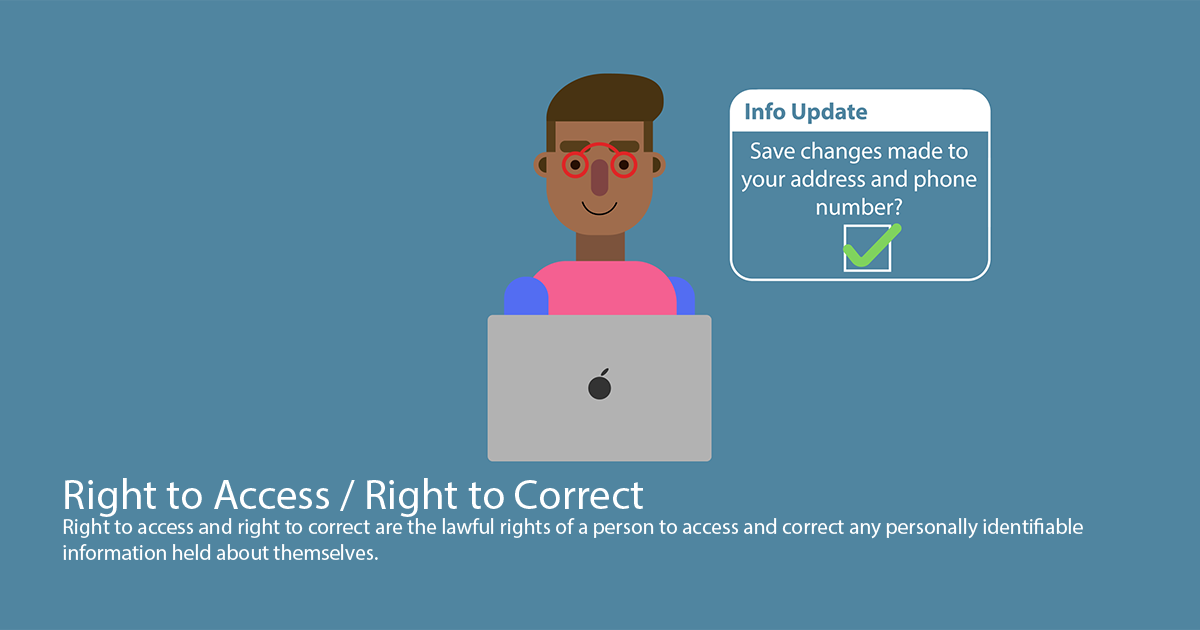 Info Update
Save changes made to
your address and phone
number?
Right to Access / Right to Correct
Right to access and right to correct are the lawful rights of a person to access and correct any personally identifiable
information held about themselves.